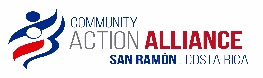 COMMUNITY
ACTION ALLIANCE
SAN RAMÓN COSTA RICA